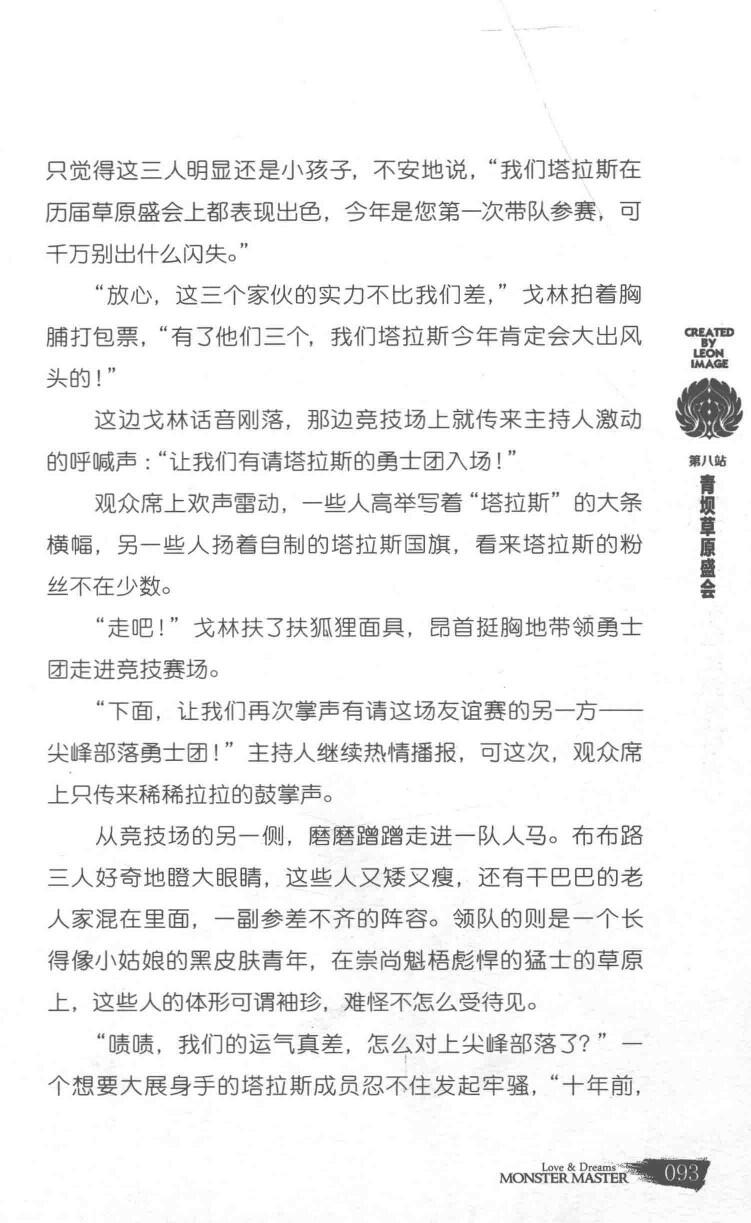 只觉得这三人明显还是小孩子，不安地说，“我们塔拉斯在
历届草原盛会上都表现出色，今年是您第一次带队参赛，可
千万别出什么闪失。”
“放心，这三个家伙的实力不比我们差，”戈林拍着胸
脯打包票，“有了他们三个，我们塔拉斯今年肯定会大出风
头的！”
这边戈林话音刚落，那边竞技场上就传来主持人激动
的呼喊声：“让我们有请塔拉斯的勇士团入场！”
观众席上欢声雷动，一些人高举写着“塔拉斯”的大条
横幅，另一些人扬着自制的塔拉斯国旗，看来塔拉斯的粉
丝不在少数。
“走吧！”戈林扶了扶狐狸面具，昂首挺胸地带领勇士
团走进竞技赛场。
“下面，让我们再次掌声有请这场友谊赛的另一方——
尖峰部落勇士团！”主持人继续热情播报，可这次，观众席
上只传来稀稀拉拉的鼓掌声。
从竞技场的另一侧，磨磨蹭蹭走进一队人马。布布路
三人好奇地瞪大眼睛，这些人又矮又瘦，还有干巴巴的老
人家混在里面，一副参差不齐的阵容。领队的则是一个长
得像小姑娘的黑皮肤青年，在崇尚魁梧彪悍的猛士的草原
上，这些人的体形可谓袖珍，难怪不怎么受待见。
“啧啧，我们的运气真差，怎么对上尖峰部落了？”一
个想要大展身手的塔拉斯成员忍不住发起牢骚，“十年前，
CREATED
BY
LEON
IMAGE
第八站
青坝草原盛会
Love & Dreams
MONSTER MASTER
093